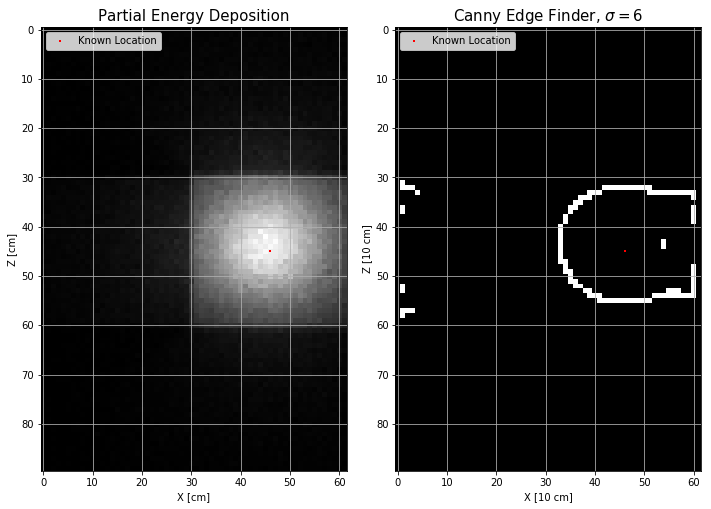 Partial Energy Deposition
Known Location
0
10
20
30
40
50
60
70
80
Z [cm]
0 10 20 30 40 50 60
X [cm]
Canny Edge Finder, σ = 6
Known Location
0
10
20
30
40
50
60
70
80
Z [10 cm]
0 10 20 30 40 50 60
X [10 cm]